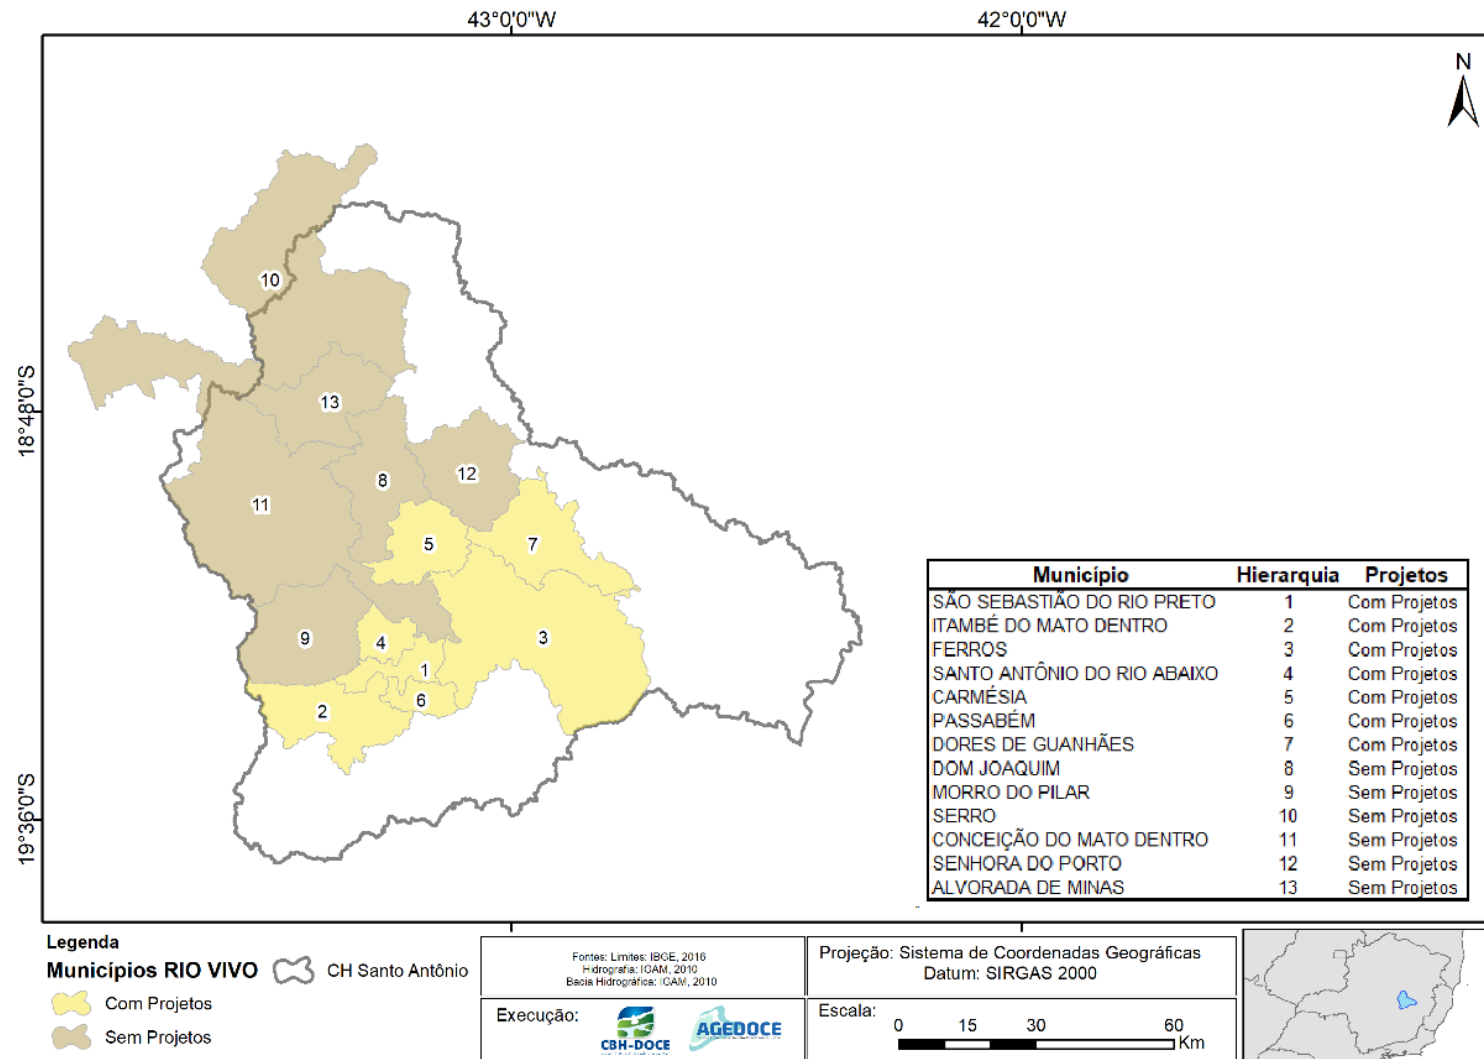 43°0'0"W
42°0'0"W
N
18°48'0"S
19°36'0"S
10
13
8
12
11
5
7
9
4
3
1
6
2
Município Hierarquia Projetos
SÃO SEBASTIÃO DO RIO PRETO 1 Com Projetos
ITAMBÉ DO MATO DENTRO 2 Com Projetos
FERROS 3 Com Projetos
SANTO ANTÔNIO DO RIO ABAIXO 4 Com Projetos
CARMÉSIA 5 Com Projetos
PASSABÉM 6 Com Projetos
DORES DE GUANHÃES 7 Com Projetos
DOM JOAQUIM 8 Sem Projetos
MORRO DO PILAR 9 Sem Projetos
SERRO 10 Sem Projetos
CONCEIÇÃO DO MATO DENTRO 11 Sem Projetos
SENHORA DO PORTO 12 Sem Projetos
ALVORADA DE MINAS 13 Sem Projetos
Legenda
Municípios RIO VIVO
CH Santo Antônio
Com Projetos
Sem Projetos
Fontes: Limites: IBGE, 2016
Hidrografia: IGAM, 2010
Bacia Hidrográfica: IGAM, 2010
Execução:
CBH-DOCE
AGEDOCE
Projeção: Sistema de Coordenadas Geográficas
Datum: SIRGAS 2000
Escala:
0 15 30 60
Km